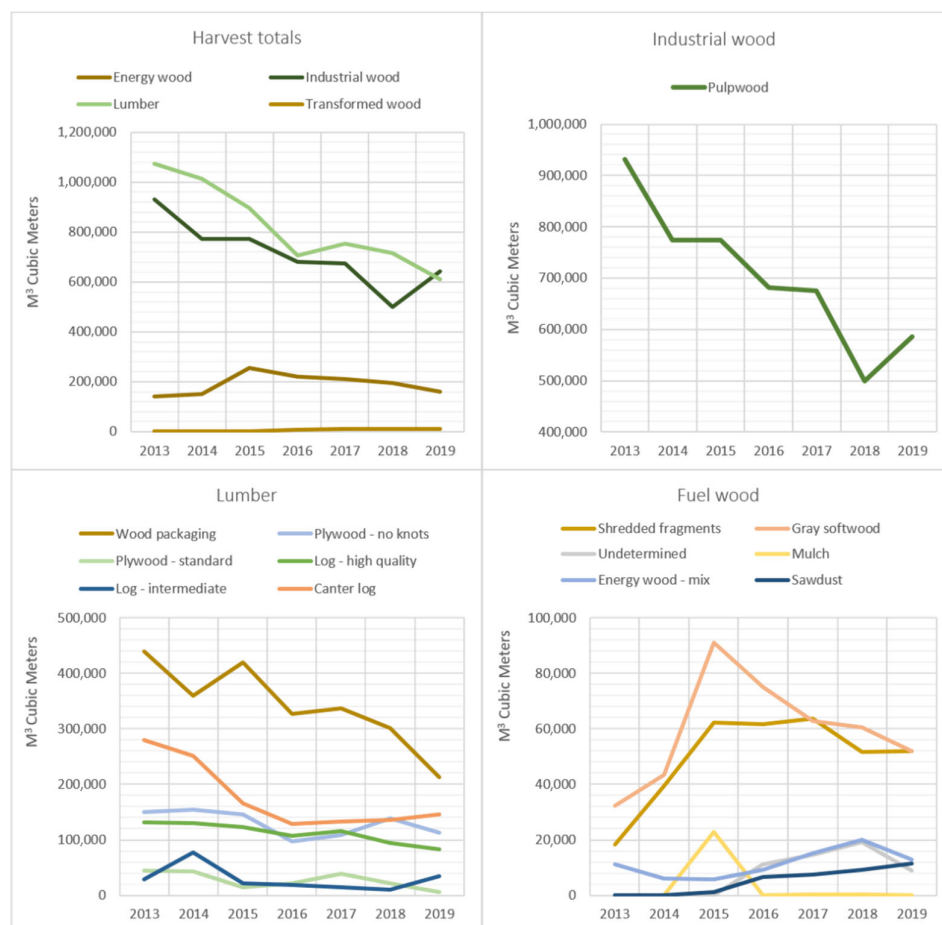 Harvest totals
Energy wood Industrial wood
Lumber Transformed wood
1,200,000
1,000,000
800,000
600,000
400,000
200,000
0
M³ Cubic Meters
2013 2014 2015 2016 2017 2018 2019
Industrial wood
Pulpwood
1,000,000
900,000
800,000
700,000
600,000
500,000
400,000
M³ Cubic Meters
2013 2014 2015 2016 2017 2018 2019
Lumber
Wood packaging Plywood - no knots
Plywood - standard Log - high quality
Log - intermediate Canter log
500,000
400,000
300,000
200,000
100,000
0
M³ Cubic Meters
2013 2014 2015 2016 2017 2018 2019
Fuel wood
Shredded fragments Gray softwood
Undetermined Mulch
Energy wood - mix Sawdust
100,000
80,000
60,000
40,000
20,000
0
M³ Cubic Meters
2013 2014 2015 2016 2017 2018 2019